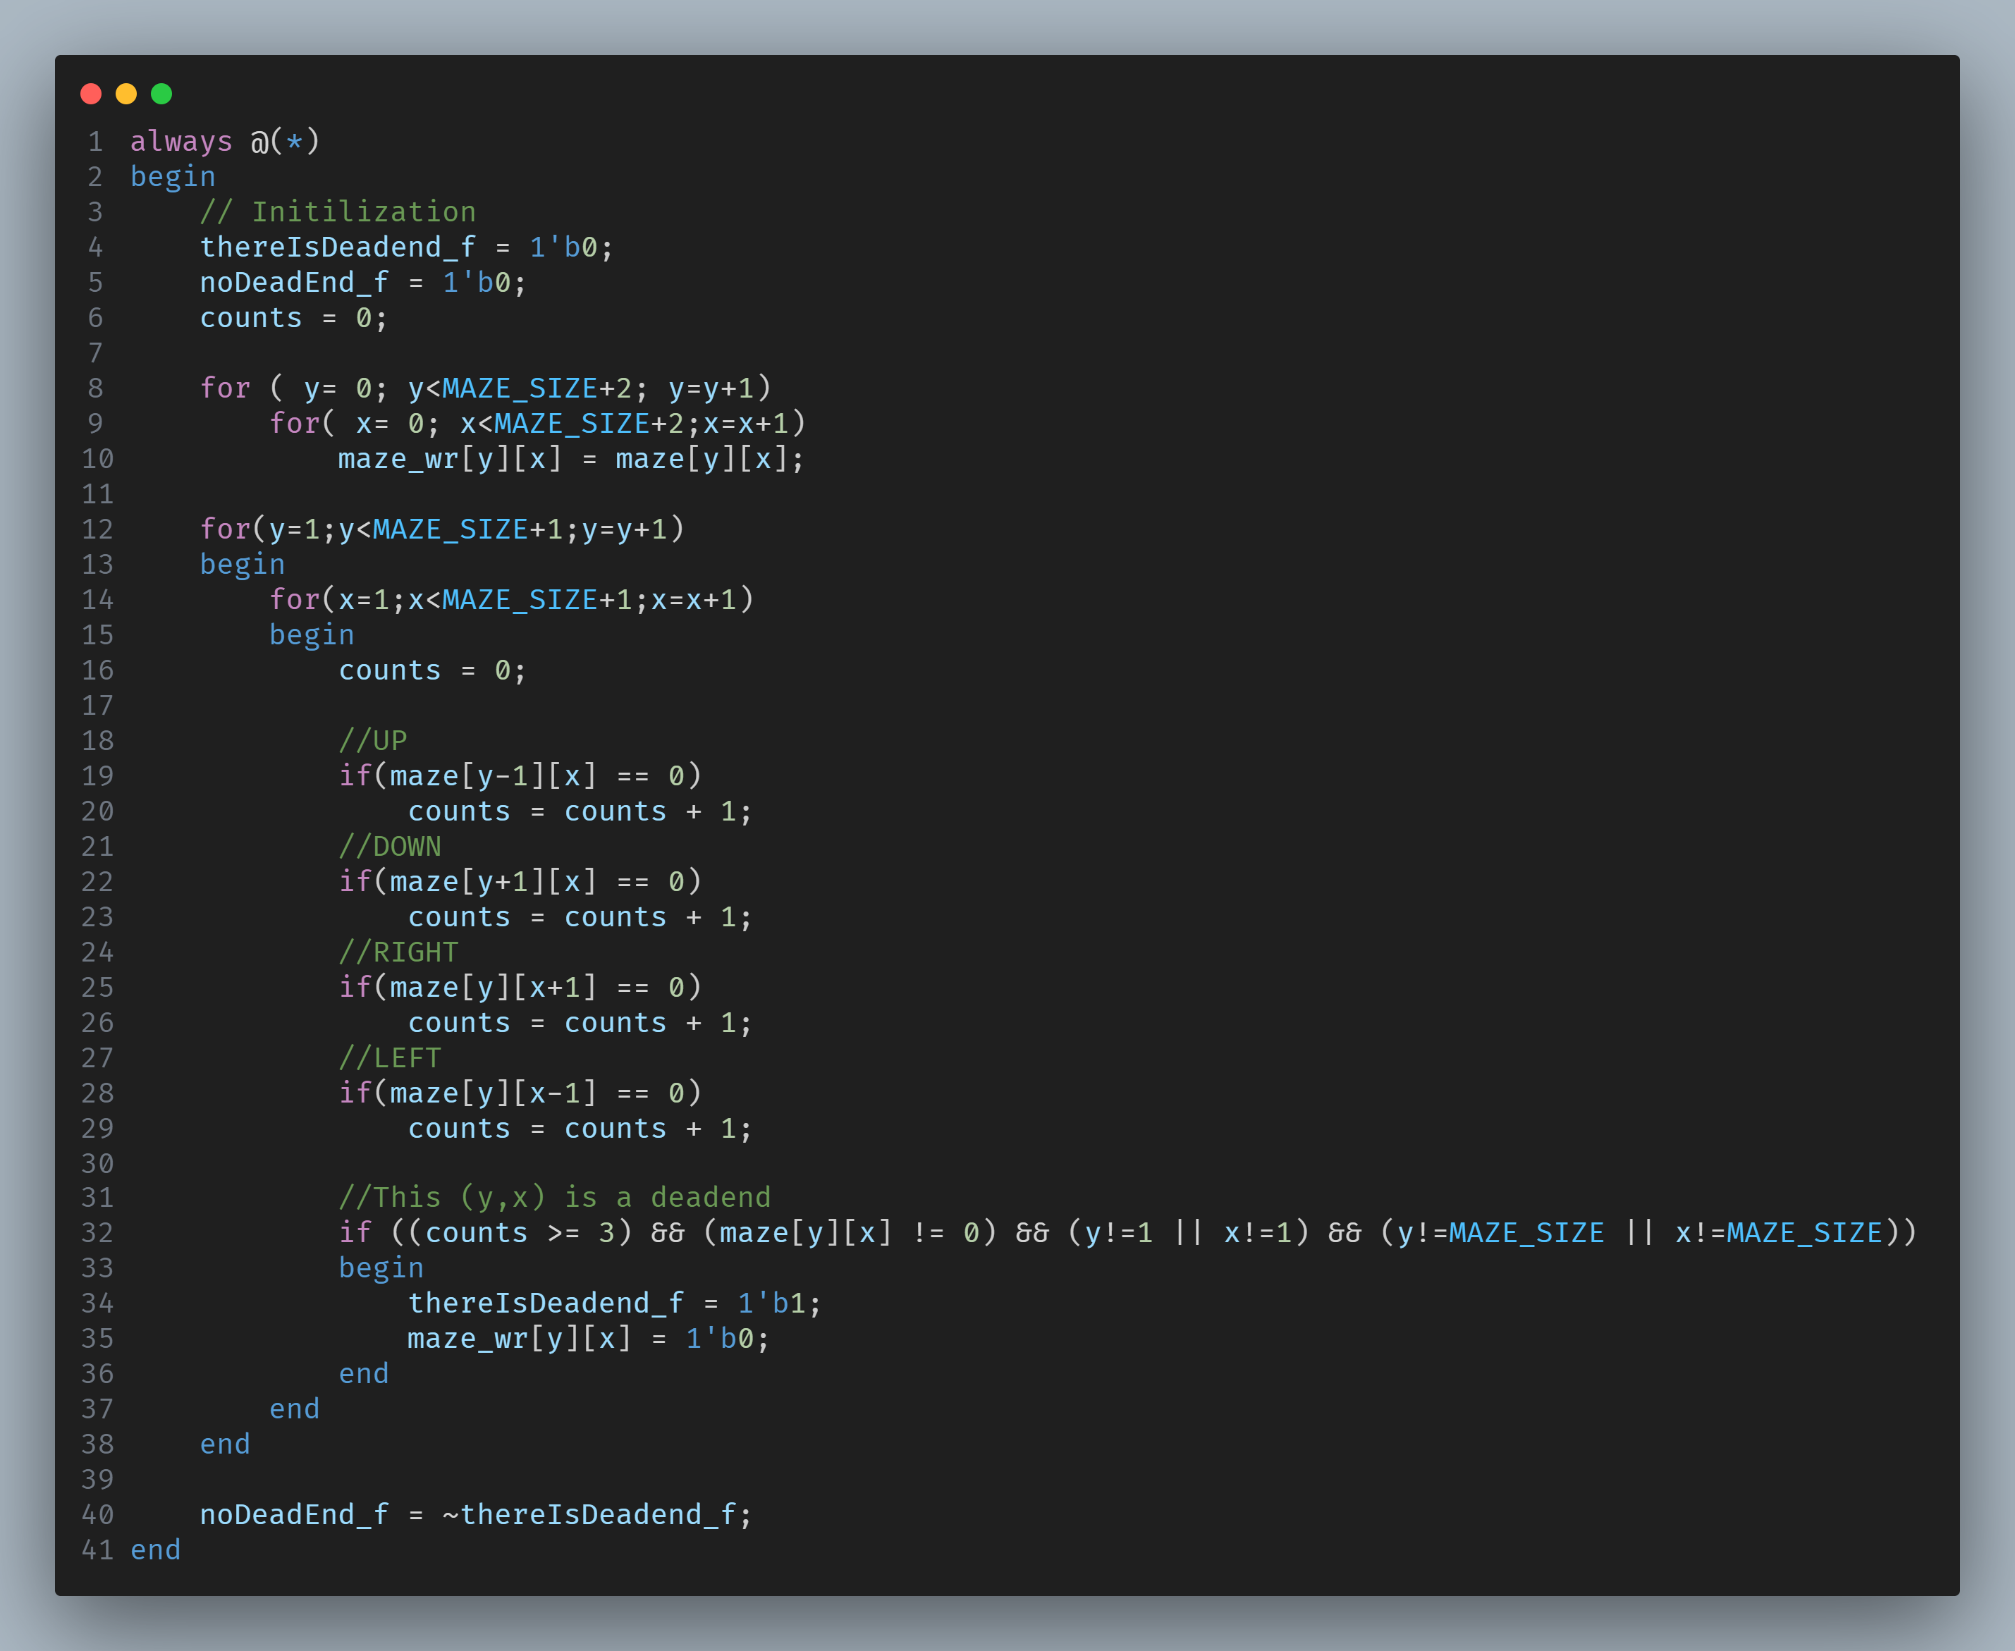 1 always @(*)
2 begin
3     // Initilization
4     thereIsDeadend_f = 1'b0;
5     noDeadEnd_f = 1'b0;
6     counts = 0;
7
8     for ( y= 0; y<MAZE_SIZE+2; y=y+1)
9         for( x= 0; x<MAZE_SIZE+2;x=x+1)
10             maze_wr[y][x] = maze[y][x];
11
12     for(y=1;y<MAZE_SIZE+1;y=y+1)
13     begin
14         for(x=1;x<MAZE_SIZE+1;x=x+1)
15         begin
16             counts = 0;
17
18             //UP
19             if(maze[y-1][x] == 0)
20                 counts = counts + 1;
21             //DOWN
22             if(maze[y+1][x] == 0)
23                 counts = counts + 1;
24             //RIGHT
25             if(maze[y][x+1] == 0)
26                 counts = counts + 1;
27             //LEFT
28             if(maze[y][x-1] == 0)
29                 counts = counts + 1;
30
31             //This (y,x) is a deadend
32             if ((counts >= 3) && (maze[y][x] != 0) && (y!=1 || x!=1) && (y!=MAZE_SIZE || x!=MAZE_SIZE))
33             begin
34                 thereIsDeadend_f = 1'b1;
35                 maze_wr[y][x] = 1'b0;
36             end
37         end
38     end
39
40     noDeadEnd_f = ~thereIsDeadend_f;
41 end